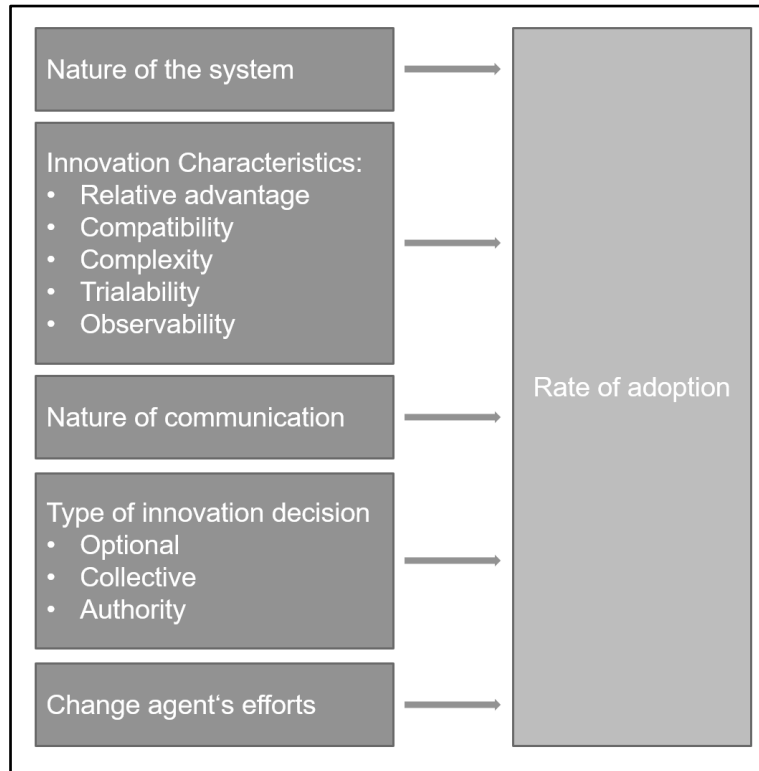 Nature of the system
Innovation Characteristics:
• Relative advantage
• Compatibility
• Complexity
• Trialability
• Observability
Nature of communication
Type of innovation decision
• Optional
• Collective
• Authority
Change agent‘s efforts
Rate of adoption